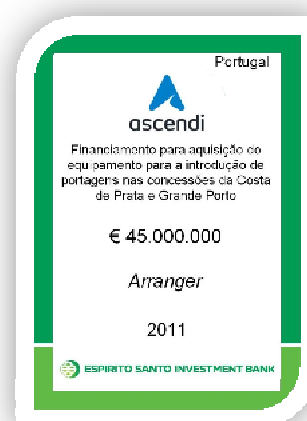 Portugal
ascendi
Financiamento para aquisição do
equipamento para a introdução de
portagens nas concessões da Costa
de Prata e Grande Porto
€ 45.000.000
Arranger
2011
ESPIRITO SANTO INVESTMENT BANK